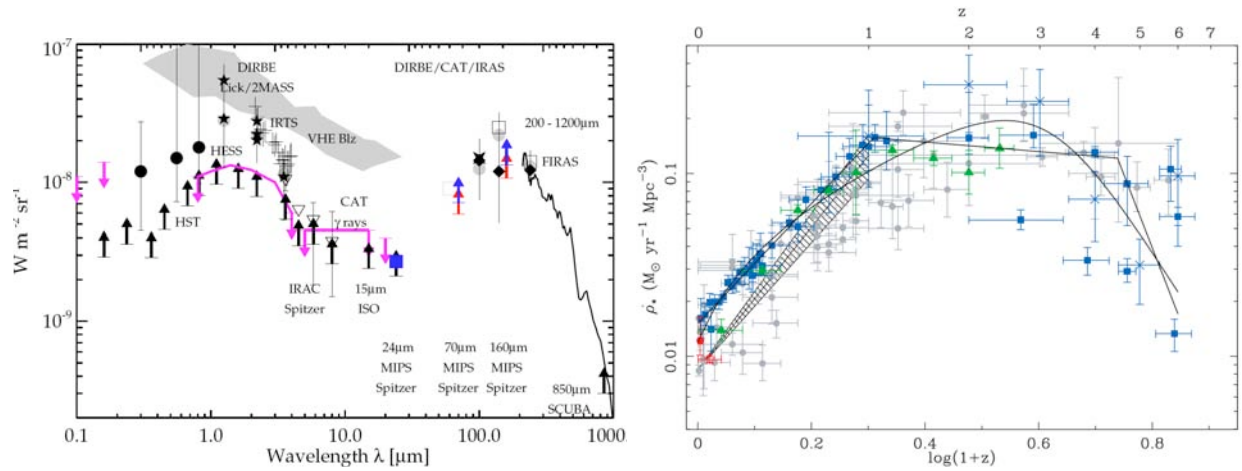 10-7
10-8
10-9
W m-2 sr-1
DIRBE
Lick/2MASS
IRTS
VHE Blz
DIRBE/CAT/IRAS
200 - 1200μm
FIRAS
HESS
HST
CAT
γ rays
IRAC
Spitzer
15μm
ISO
24μm
MIPS
Spitzer
70μm
MIPS
Spitzer
160μm
MIPS
Spitzer
850μm
SCUBA
0.1
1.0
10.0
100.0
Wavelength λ [μm]
z
0
1
2
3
4
5
6
7
0.1
0.01
ρ̇* (M⊙ yr-1 Mpc-3)
0
0.2
0.4
0.6
0.8
log(1+z)